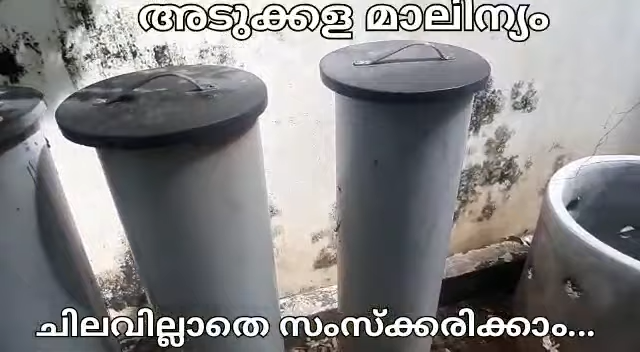 അടുക്കള മാലിന്യം
ചിലവില്ലാതെ സംസ്ക്കരിക്കാം...